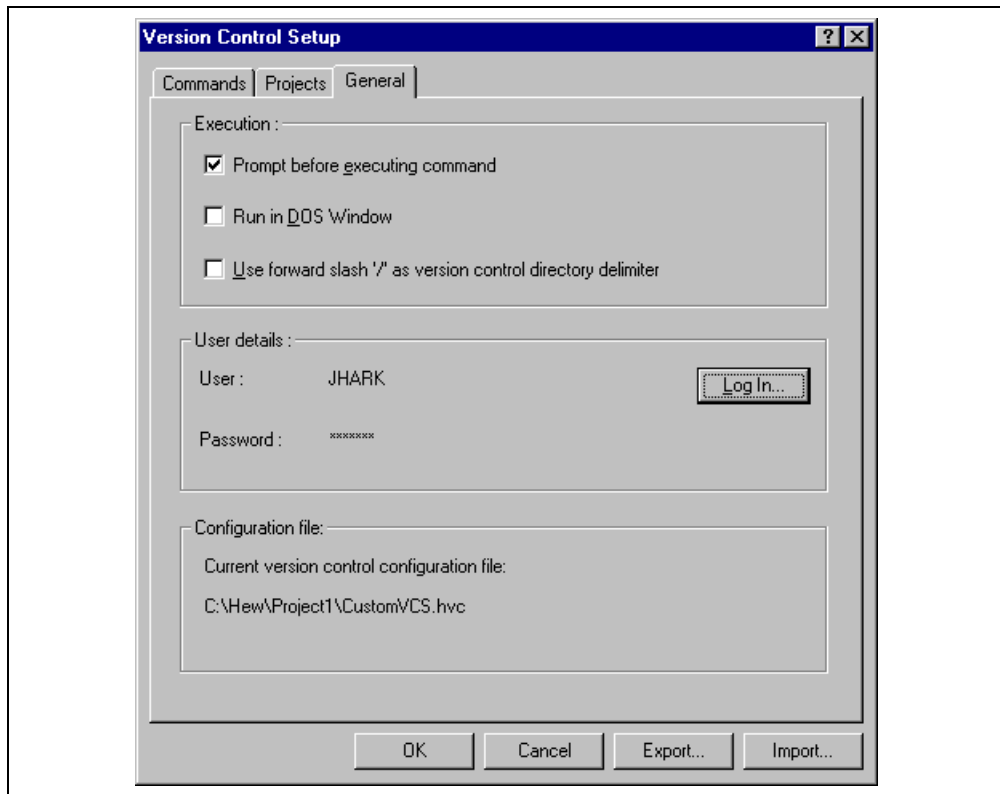 Version Control Setup
Commands Projects General
Execution :
Prompt before executing command
Run in DOS Window
Use forward slash '/' as version control directory delimiter
User details :
User : JHARK Log In...
Password : *******
Configuration file:
Current version control configuration file:
C:\Hew\Project1\CustomVCS.hvc
OK Cancel Export... Import...